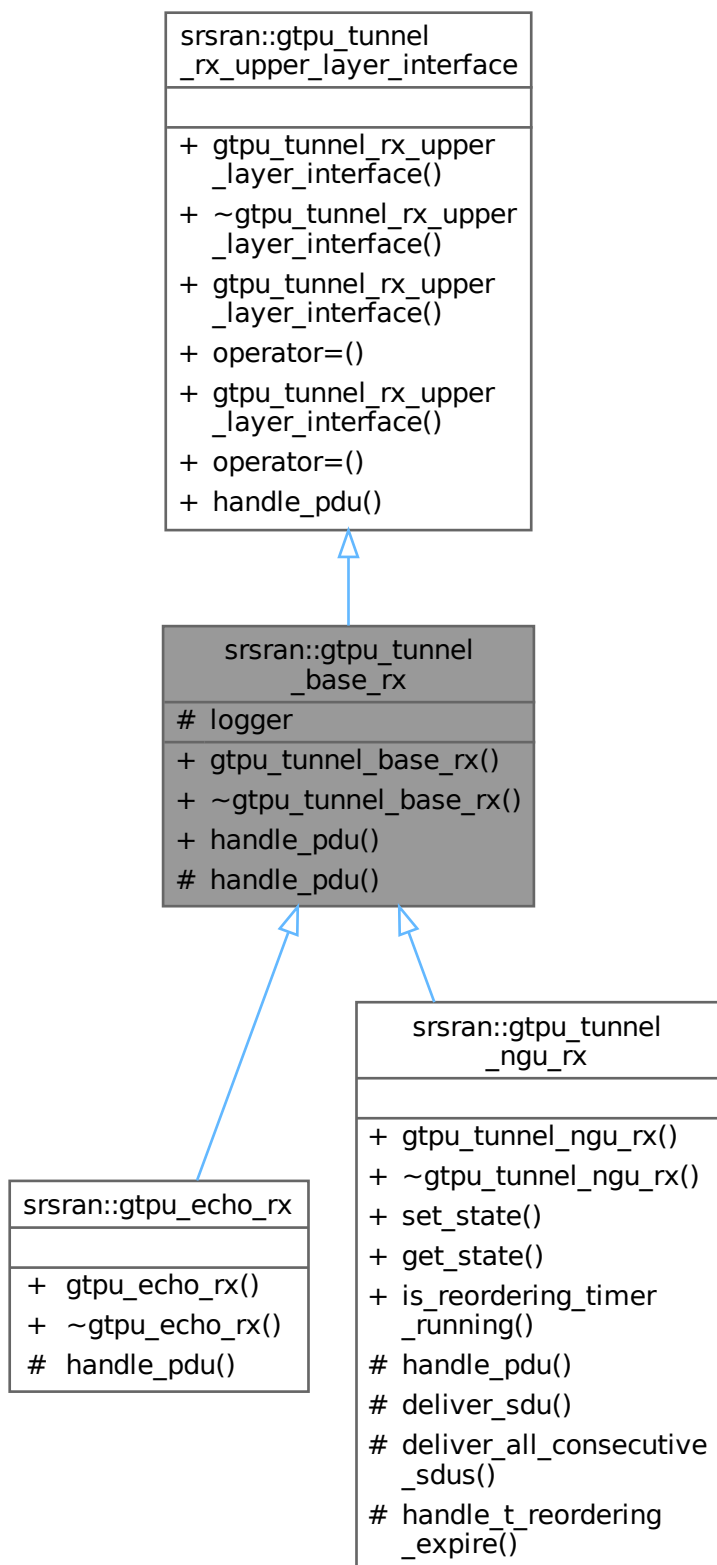 srsran::gtpu_tunnel
_rx_upper_layer_interface
+ gtpu_tunnel_rx_upper
_layer_interface()
+ ~gtpu_tunnel_rx_upper
_layer_interface()
+ gtpu_tunnel_rx_upper
_layer_interface()
+ operator=()
+ gtpu_tunnel_rx_upper
_layer_interface()
+ operator=()
+ handle_pdu()
srsran::gtpu_tunnel
_base_rx
# logger
+ gtpu_tunnel_base_rx()
+ ~gtpu_tunnel_base_rx()
+ handle_pdu()
# handle_pdu()
srsran::gtpu_echo_rx
+ gtpu_echo_rx()
+ ~gtpu_echo_rx()
# handle_pdu()
srsran::gtpu_tunnel
_ngu_rx
+ gtpu_tunnel_ngu_rx()
+ ~gtpu_tunnel_ngu_rx()
+ set_state()
+ get_state()
+ is_reordering_timer
_running()
# handle_pdu()
# deliver_sdu()
# deliver_all_consecutive
_sdus()
# handle_t_reordering
_expire()